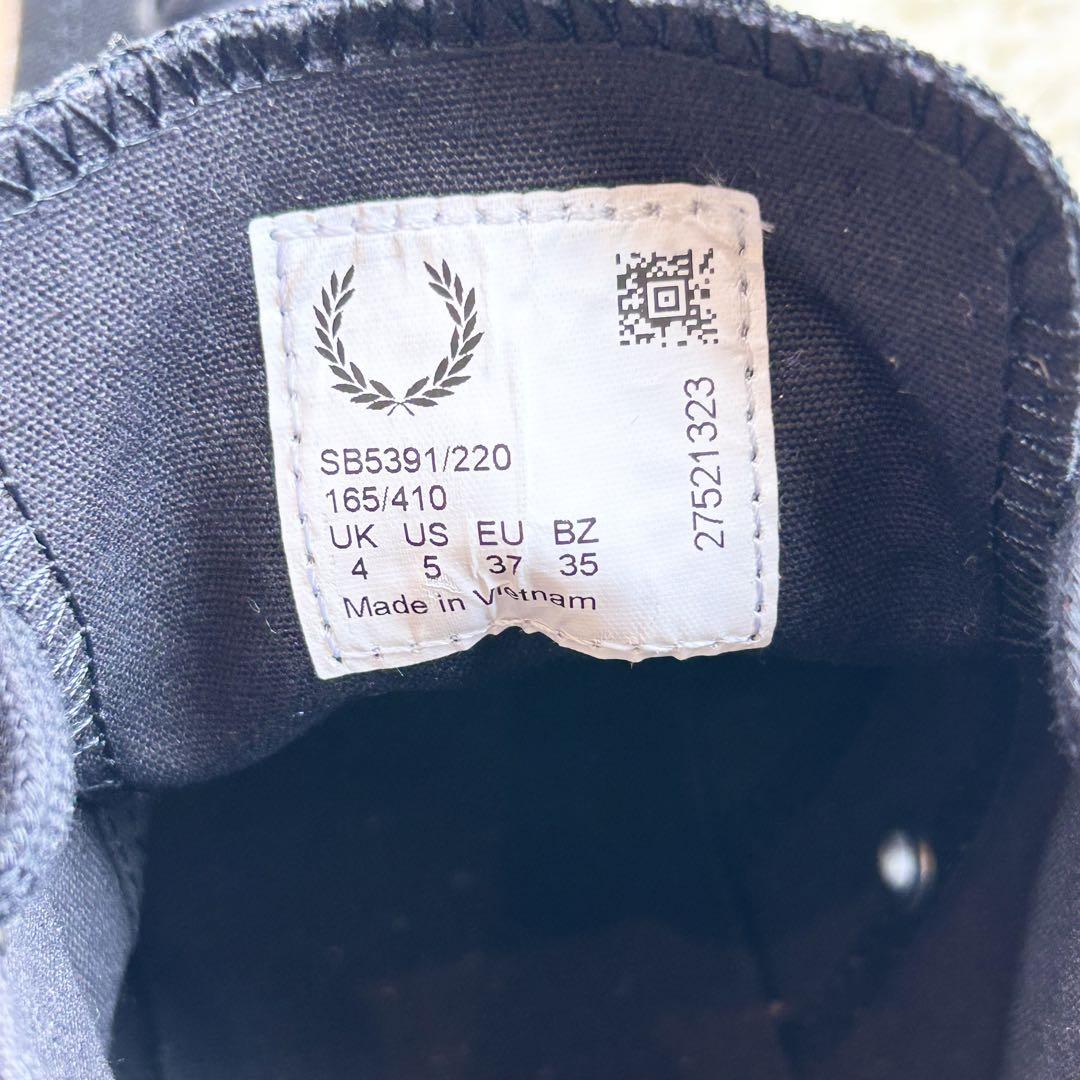 SB5391/220
165/410
UK US EU BZ
4 5 37 35
Made in Vietnam
27521323